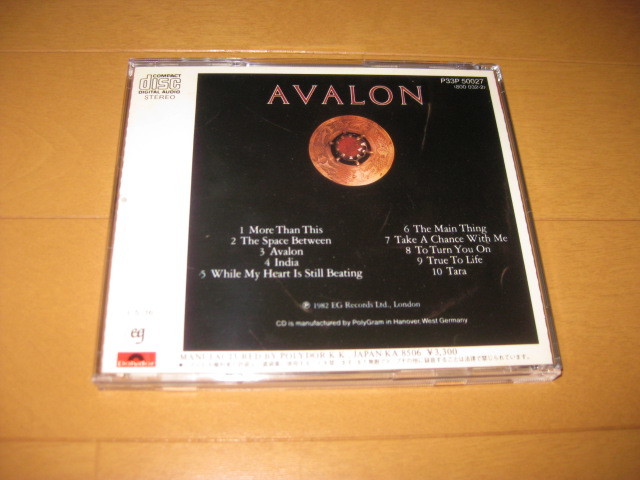 COMPACT
disc
DIGITAL AUDIO
STEREO
P33P 50027
(800 032-2)
AVALON
1 More Than This
2 The Space Between
3 Avalon
4 India
5 While My Heart Is Still Beating
6 The Main Thing
7 Take A Chance With Me
8 To Turn You On
9 True To Life
10 Tara
Ⓟ 1982 EG Records Ltd., London
CD is manufactured by PolyGram in Hanover, West Germany
eg
MANUFACTURED BY POLYDOR K.K., JAPAN KA 8506 ¥3,300